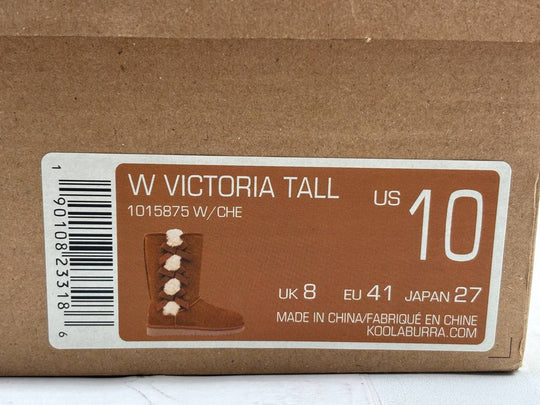 W VICTORIA TALL
1015875 W/CHE
US 10
UK 8 EU 41 JAPAN 27
MADE IN CHINA/FABRIQUÉ EN CHINE
KOOLABURRA.COM
1 90108 23318 6